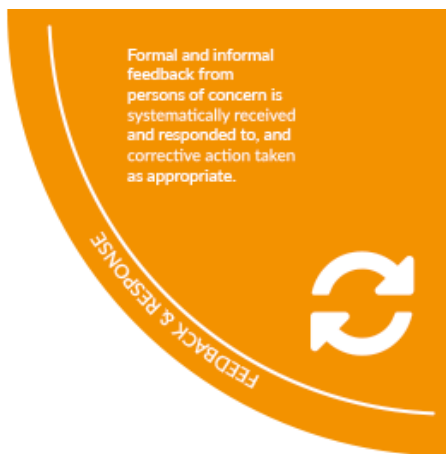 Formal and informal
feedback from
persons of concern is
systematically received
and responded to, and
corrective action taken
as appropriate.
FEEDBACK & RESPONSE